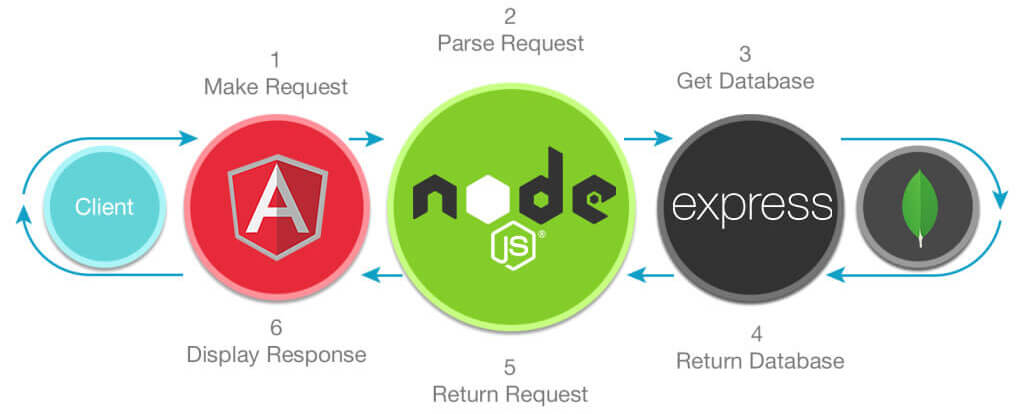 1
Make Request
2
Parse Request
3
Get Database
Client
A
node
JS®
express
6
Display Response
5
Return Request
4
Return Database